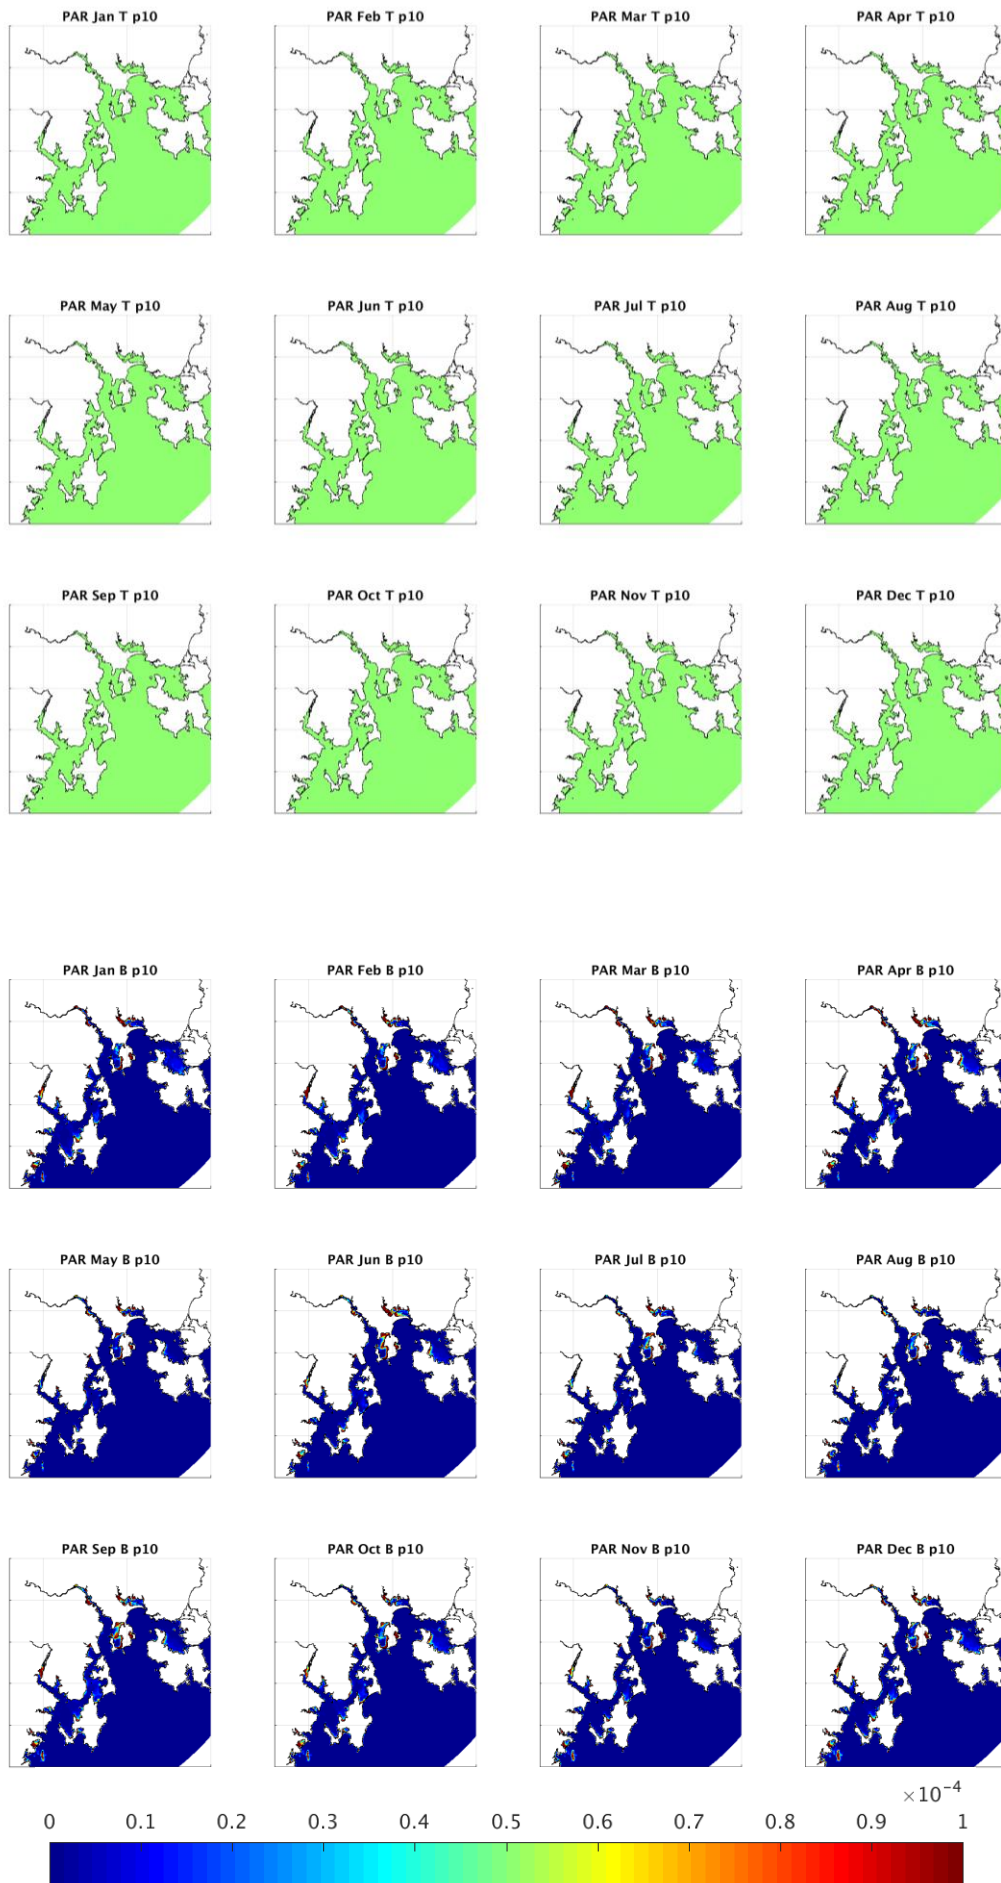 PAR Jan T p10 PAR Feb T p10 PAR Mar T p10 PAR Apr T p10
PAR May T p10 PAR Jun T p10 PAR Jul T p10 PAR Aug T p10
PAR Sep T p10 PAR Oct T p10 PAR Nov T p10 PAR Dec T p10
PAR Jan B p10 PAR Feb B p10 PAR Mar B p10 PAR Apr B p10
PAR May B p10 PAR Jun B p10 PAR Jul B p10 PAR Aug B p10
PAR Sep B p10 PAR Oct B p10 PAR Nov B p10 PAR Dec B p10
×10⁻⁴
0 0.1 0.2 0.3 0.4 0.5 0.6 0.7 0.8 0.9 1